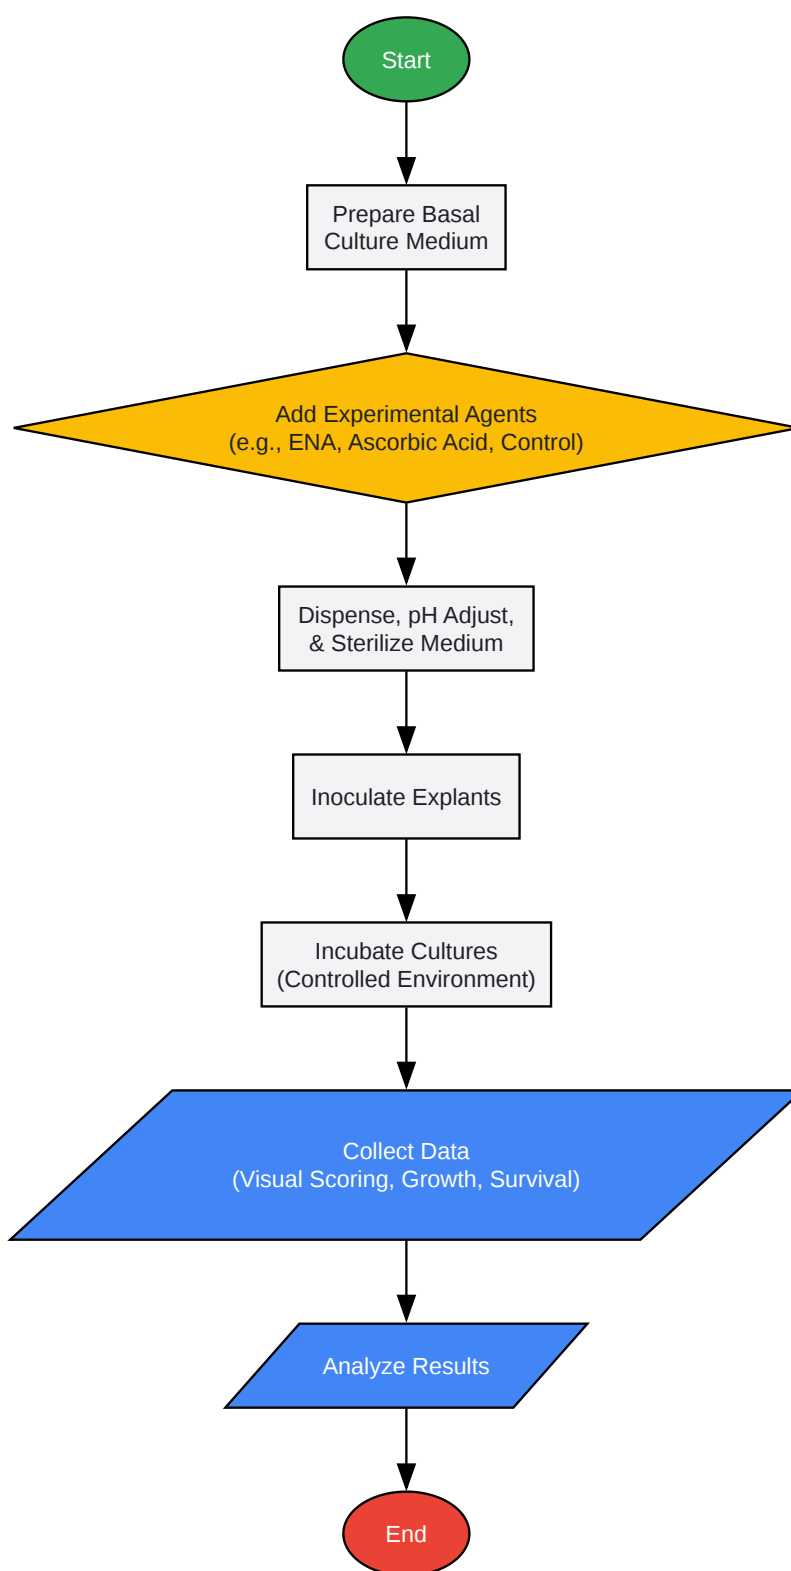 Start
Prepare Basal
Culture Medium
Add Experimental Agents
(e.g., ENA, Ascorbic Acid, Control)
Dispense, pH Adjust,
& Sterilize Medium
Inoculate Explants
Incubate Cultures
(Controlled Environment)
Collect Data
(Visual Scoring, Growth, Survival)
Analyze Results
End